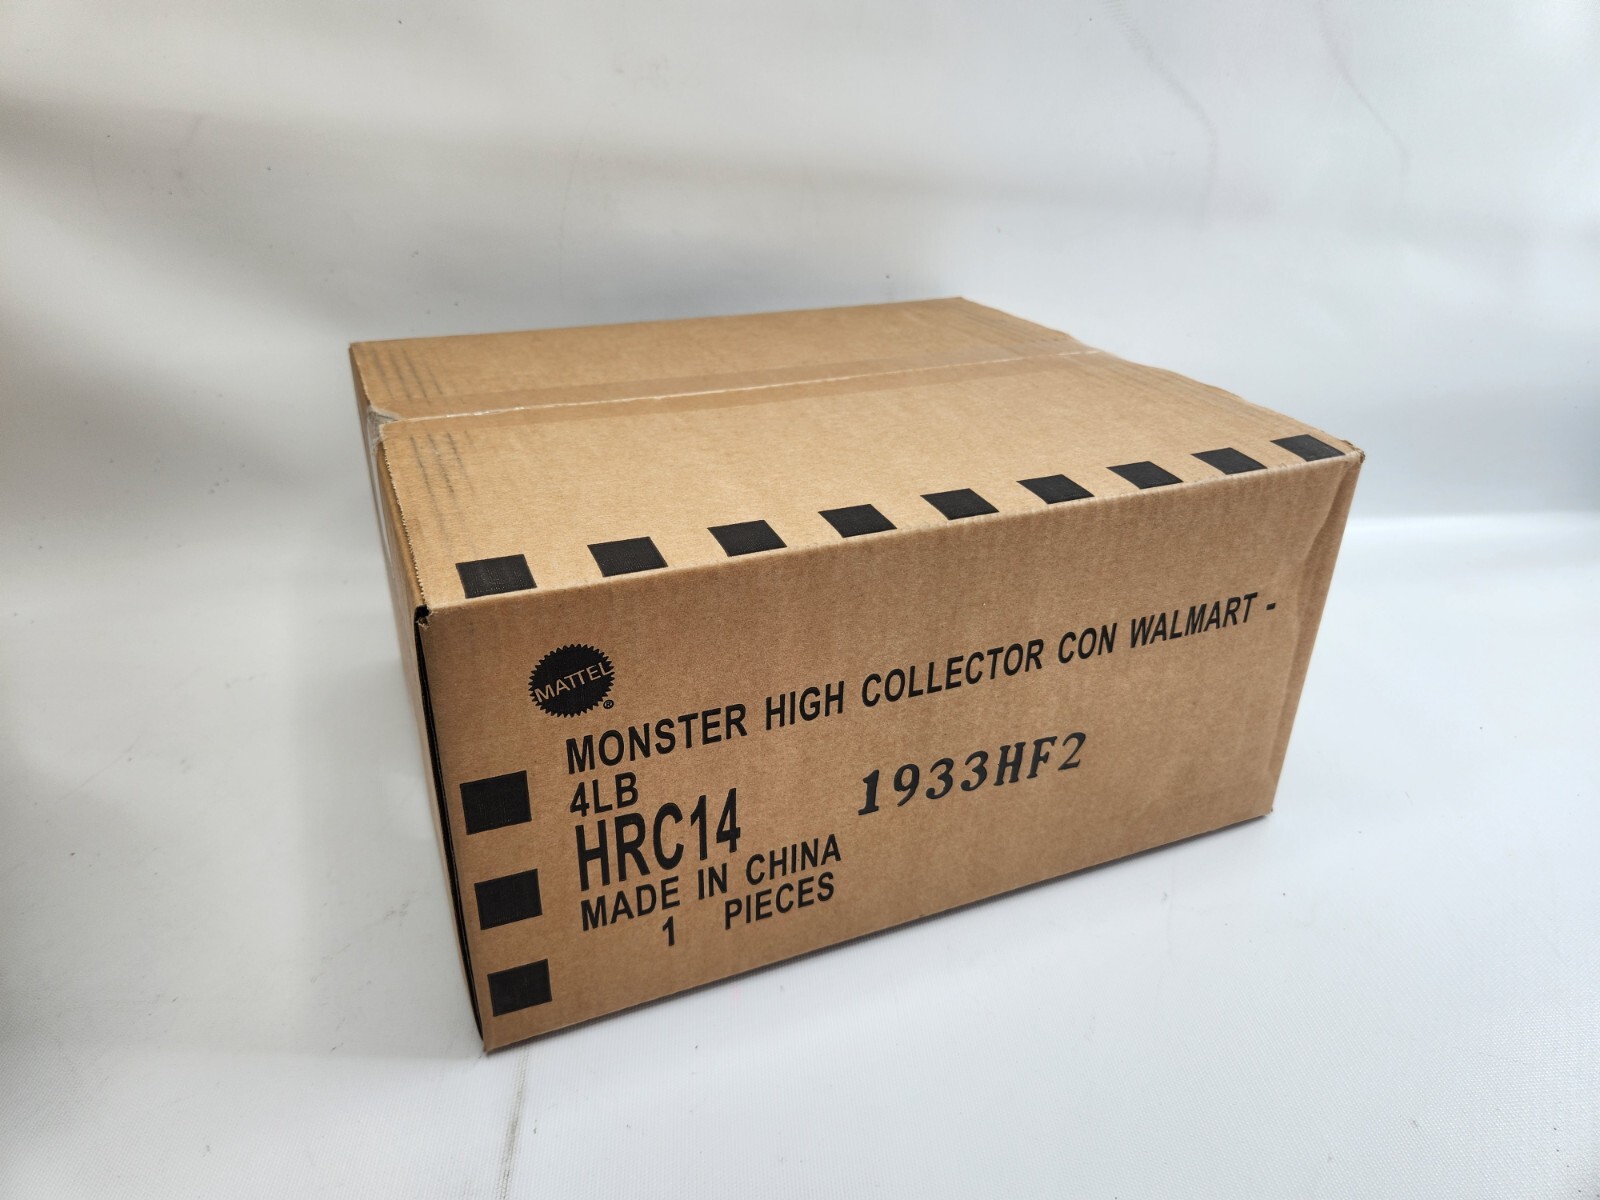 MATTEL®
MONSTER HIGH COLLECTOR CON WALMART -
4LB
HRC14
1933HF2
MADE IN CHINA
1 PIECES